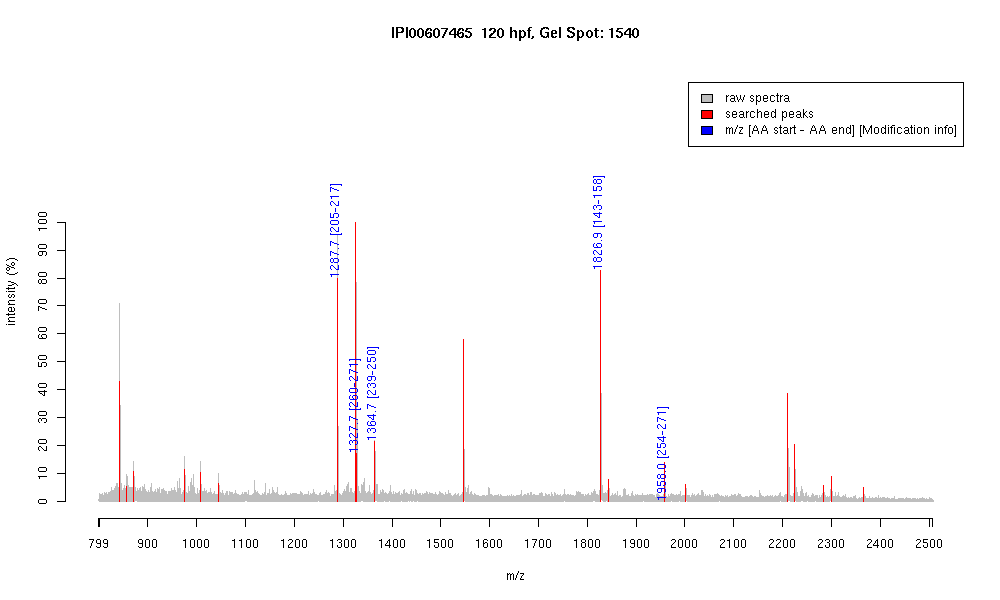 IPI00607465 120 hpf, Gel Spot: 1540
raw spectra
searched peaks
m/z [AA start - AA end] [Modification info]
intensity (%)
100
90
80
70
60
50
40
30
20
10
0
1287.7 [205-217]
1327.7 [260-271]
1364.7 [239-250]
1826.9 [143-158]
1958.0 [254-271]
799 900 1000 1100 1200 1300 1400 1500 1600 1700 1800 1900 2000 2100 2200 2300 2400 2500
m/z